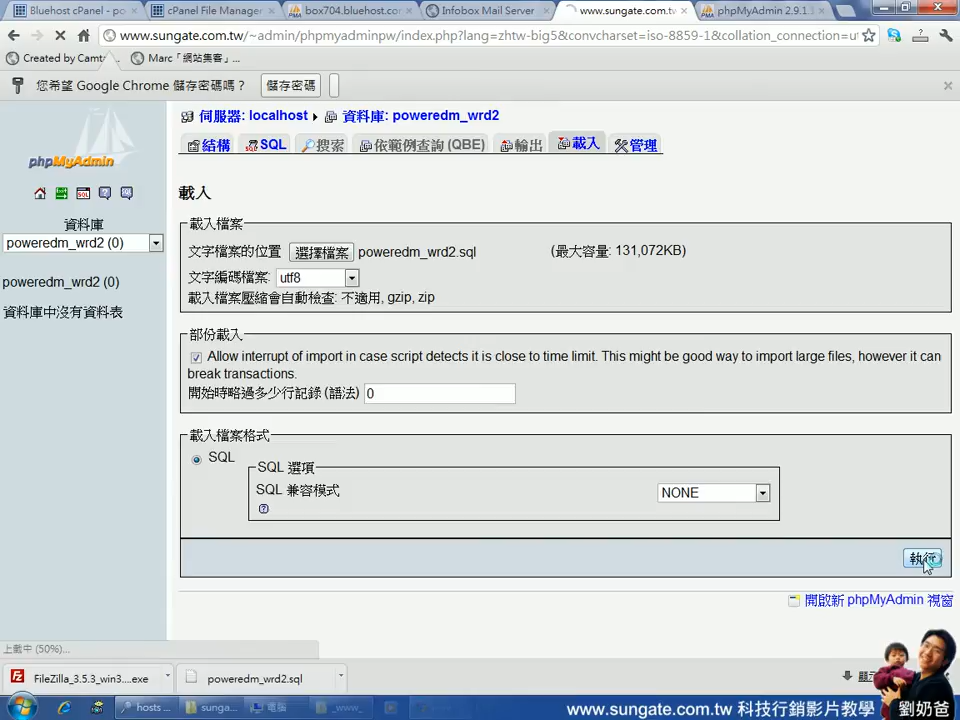 Bluehost cPanel - po
cPanel File Manage
box704.bluehost.co
Infobox Mail Server
www.sungate.com.tw
phpMyAdmin 2.9.1.
www.sungate.com.tw/~admin/phpmyadminpw/index.php?lang=zhtw-big5&convcharset=iso-8859-1&collation_connection=ut
Created by Camt
Marc「網站集客」...
您希望 Google Chrome 儲存密碼嗎？
儲存密碼
伺服器: localhost
資料庫: poweredm_wrd2
phpMyAdmin
結構
SQL
搜索
依範例查詢 (QBE)
輸出
載入
管理
載入
資料庫
poweredm_wrd2 (0)
poweredm_wrd2 (0)
資料庫中沒有資料表
載入檔案
文字檔案的位置 選擇檔案 poweredm_wrd2.sql (最大容量: 131,072KB)
文字編碼檔案: utf8
載入檔案壓縮會自動檢查: 不適用, gzip, zip
部份載入
Allow interrupt of import in case script detects it is close to time limit. This might be good way to import large files, however it can
break transactions.
開始時略過多少行記錄 (語法) 0
載入檔案格式
SQL
SQL 選項
SQL 兼容模式 NONE
執行
開啟新 phpMyAdmin 視窗
上載中 (50%)...
FileZilla_3.5.3_win3....exe
poweredm_wrd2.sql
hosts ...
sunga...
電腦
_www_
www.sungate.com.tw 科技行銷影片教學
劉奶爸